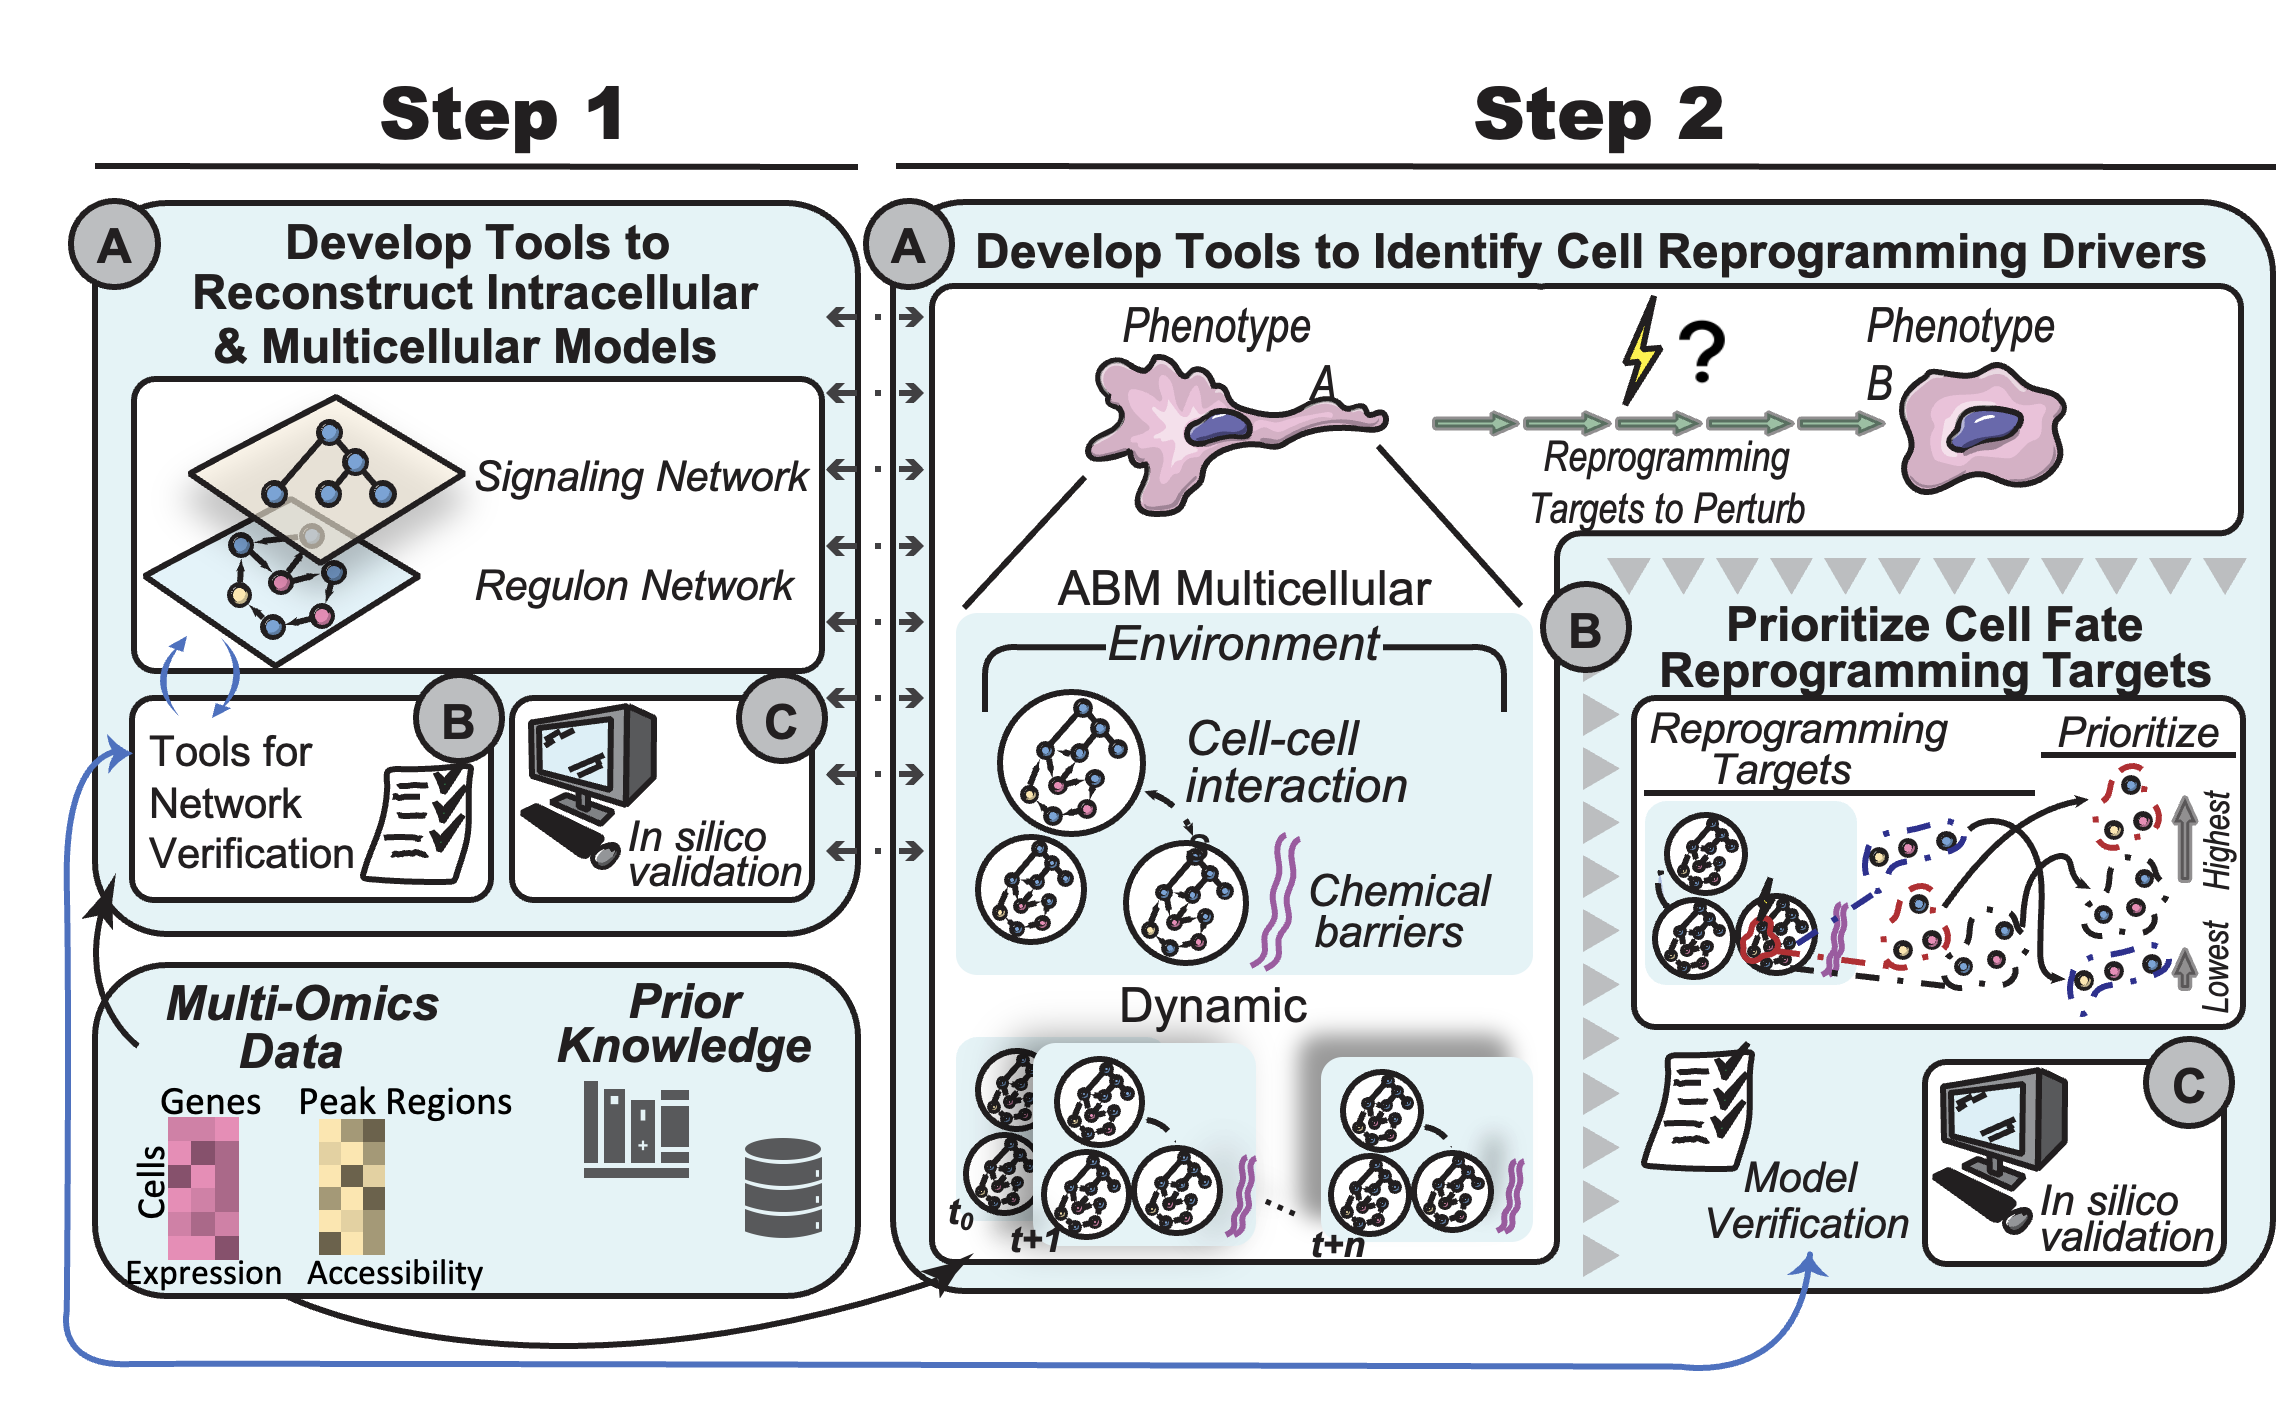 Step 1
A
Develop Tools to
Reconstruct Intracellular
& Multicellular Models
Signaling Network
Regulon Network
B
Tools for
Network
Verification
C
In silico
validation
Multi-Omics
Data
Genes
Peak Regions
Cells
Expression
Accessibility
Prior
Knowledge
Step 2
A
Develop Tools to Identify Cell Reprogramming Drivers
Phenotype
A
?
Reprogramming
Targets to Perturb
Phenotype
B
ABM Multicellular
Environment
Cell-cell
interaction
Chemical
barriers
Dynamic
t0
t+1
....
t+n
B
Prioritize Cell Fate
Reprogramming Targets
Reprogramming
Targets
Prioritize
Highest
Lowest
Model
Verification
C
In silico
validation